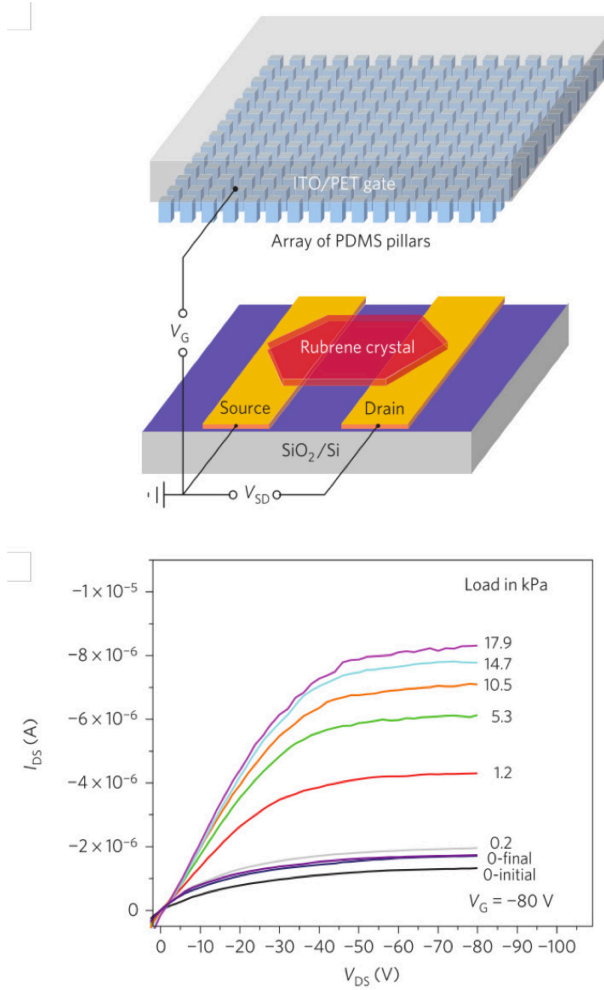 ITO/PET gate
Array of PDMS pillars
V_G
Rubrene crystal
Source
Drain
SiO₂/Si
V_SD
Load in kPa
−1 × 10⁻⁵
−8 × 10⁻⁶
−6 × 10⁻⁶
−4 × 10⁻⁶
−2 × 10⁻⁶
0
I_DS (A)
17.9
14.7
10.5
5.3
1.2
0.2
0-final
0-initial
V_G = −80 V
0 −10 −20 −30 −40 −50 −60 −70 −80 −90 −100
V_DS (V)